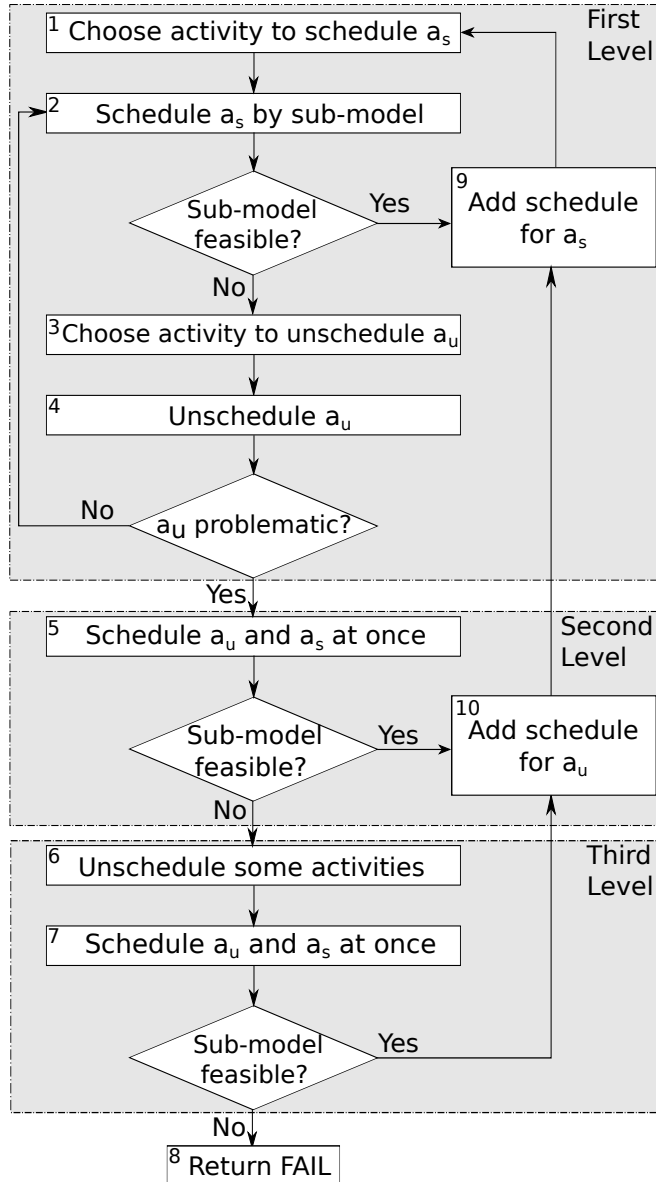 First
Level
1 Choose activity to schedule as
2 Schedule as by sub-model
Sub-model
feasible?
Yes
No
9 Add schedule
for as
3 Choose activity to unschedule au
4 Unschedule au
au problematic?
No
Yes
Second
Level
5 Schedule au and as at once
Sub-model
feasible?
Yes
No
10 Add schedule
for au
Third
Level
6 Unschedule some activities
7 Schedule au and as at once
Sub-model
feasible?
Yes
No
8 Return FAIL